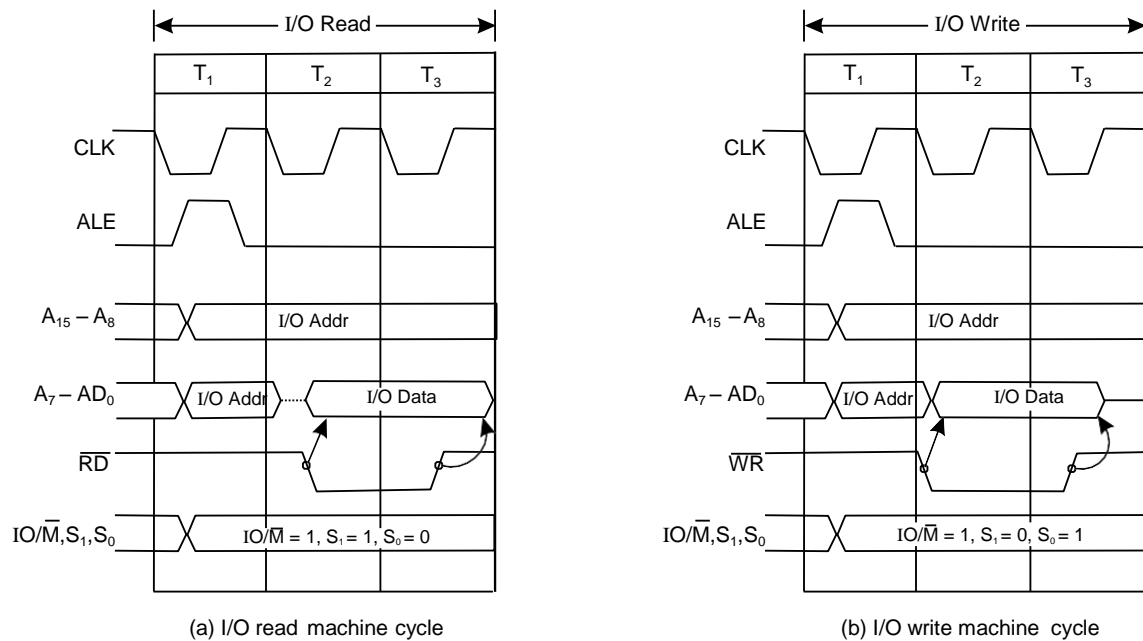 I/O Read
T₁ T₂ T₃
CLK
ALE
A₁₅ – A₈ I/O Addr
A₇ – AD₀ I/O Addr I/O Data
R̅D̅
IO/M̅,S₁,S₀ IO/M̅ = 1, S₁ = 1, S₀ = 0
(a) I/O read machine cycle
I/O Write
T₁ T₂ T₃
CLK
ALE
A₁₅ – A₈ I/O Addr
A₇ – AD₀ I/O Addr I/O Data
W̅R̅
IO/M̅,S₁,S₀ IO/M̅ = 1, S₁ = 0, S₀ = 1
(b) I/O write machine cycle